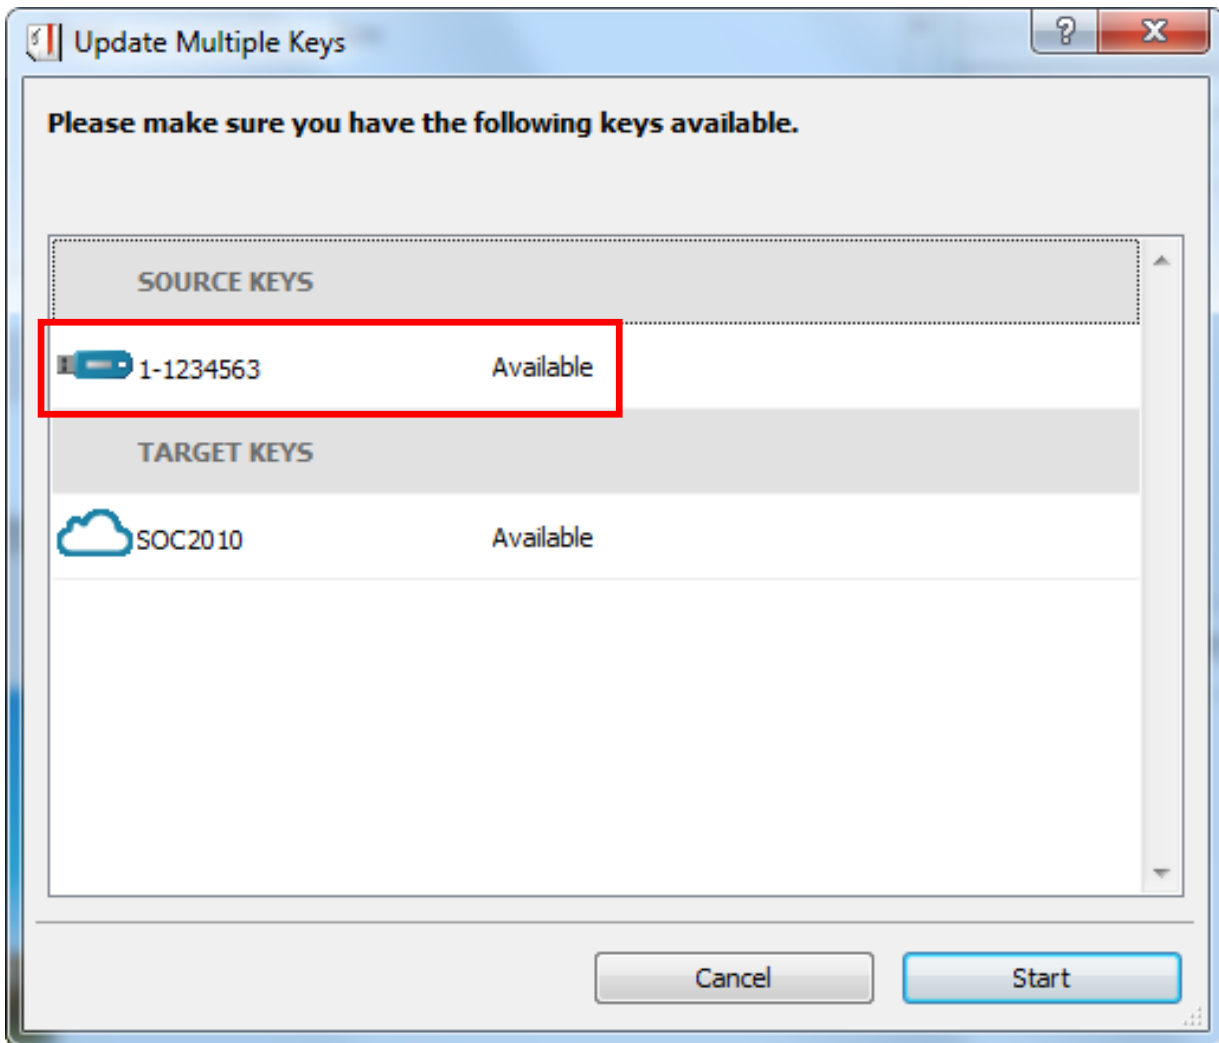 Update Multiple Keys
Please make sure you have the following keys available.
SOURCE KEYS
1-1234563 Available
TARGET KEYS
SOC2010 Available
Cancel Start